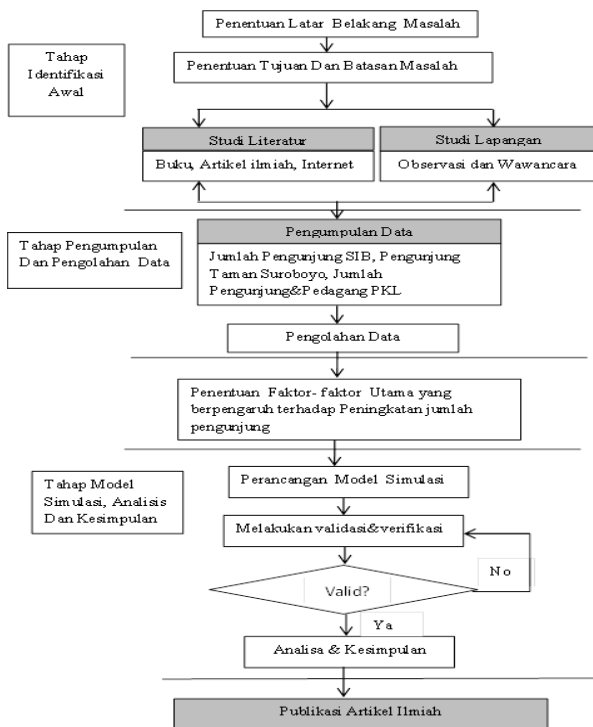 Penentuan Latar Belakang Masalah
Tahap
Identifikasi
Awal
Penentuan Tujuan Dan Batasan Masalah
Studi Literatur
Buku, Artikel ilmiah, Internet
Studi Lapangan
Observasi dan Wawancara
Tahap Pengumpulan
Dan Pengolahan Data
Pengumpulan Data
Jumlah Pengunjung SIB, Pengunjung
Taman Suroboyo, Jumlah
Pengunjung&Pedagang PKL
Pengolahan Data
Penentuan Faktor- faktor Utama yang
berpengaruh terhadap Peningkatan jumlah
pengunjung
Tahap Model
Simulasi, Analisis
Dan Kesimpulan
Perancangan Model Simulasi
Melakukan validasi&verifikasi
Valid?
No
Ya
Analisa & Kesimpulan
Publikasi Artikel Ilmiah